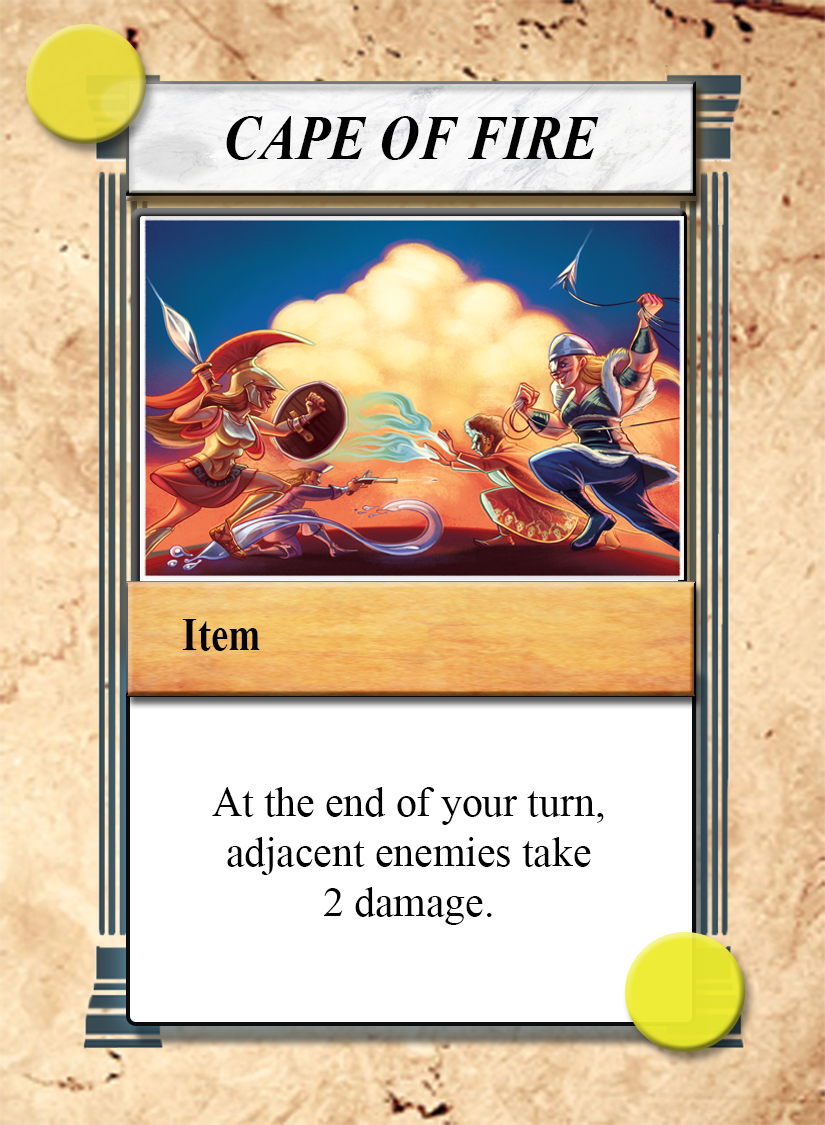 CAPE OF FIRE
Item
At the end of your turn,
adjacent enemies take
2 damage.